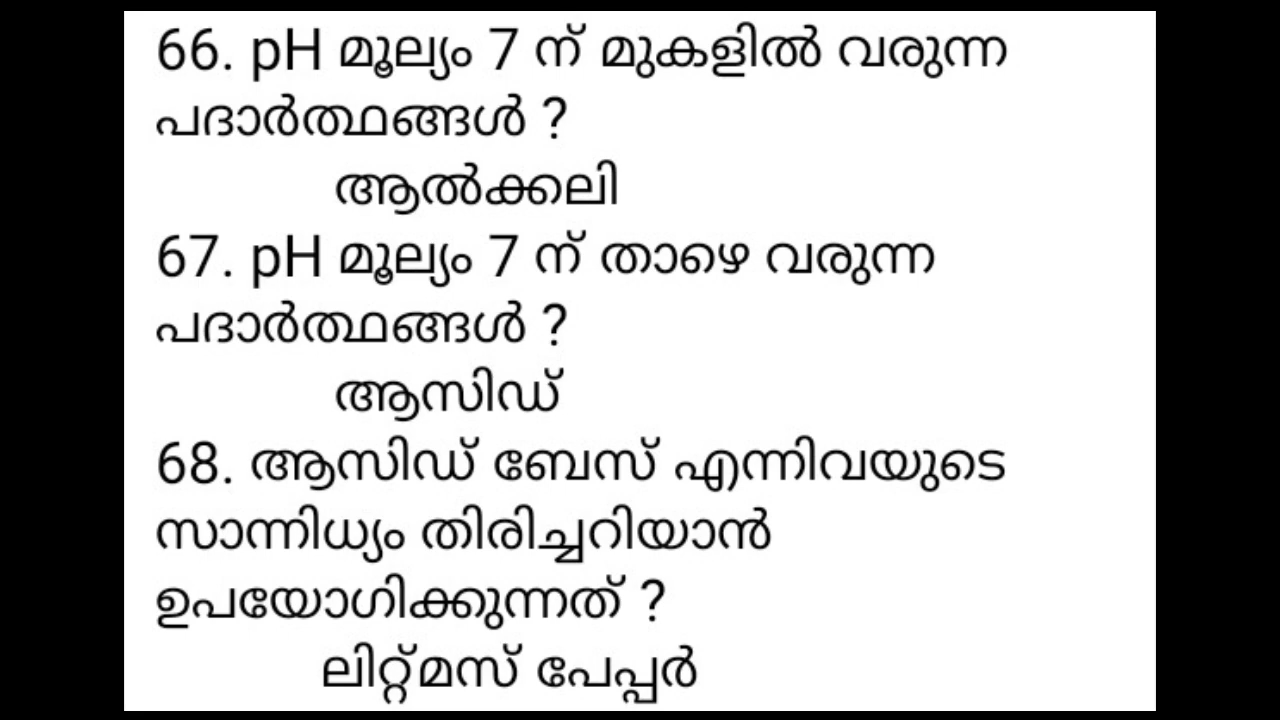 66. pH മൂല്യം 7 ന് മുകളിൽ വരുന്ന
പദാർത്ഥങ്ങൾ ?
ആൽക്കലി
67. pH മൂല്യം 7 ന് താഴെ വരുന്ന
പദാർത്ഥങ്ങൾ ?
ആസിഡ്
68. ആസിഡ് ബേസ് എന്നിവയുടെ
സാന്നിധ്യം തിരിച്ചറിയാൻ
ഉപയോഗിക്കുന്നത് ?
ലിറ്റ്മസ് പേപ്പർ